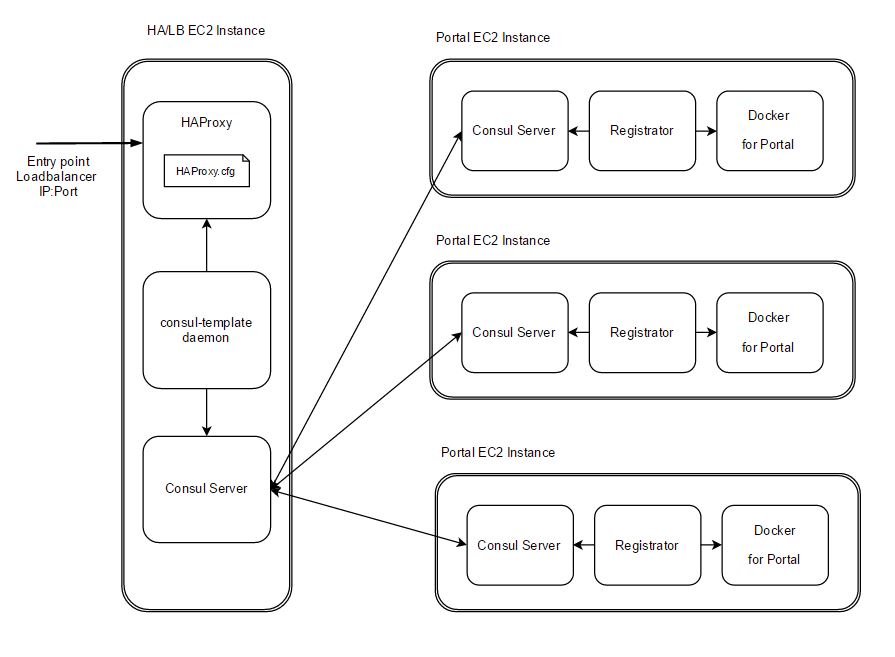 HA/LB EC2 Instance
HAProxy
HAProxy.cfg
Entry point
Loadbalancer
IP:Port
consul-template
daemon
Consul Server
Portal EC2 Instance
Consul Server
Registrator
Docker
for Portal
Portal EC2 Instance
Consul Server
Registrator
Docker
for Portal
Portal EC2 Instance
Consul Server
Registrator
Docker
for Portal